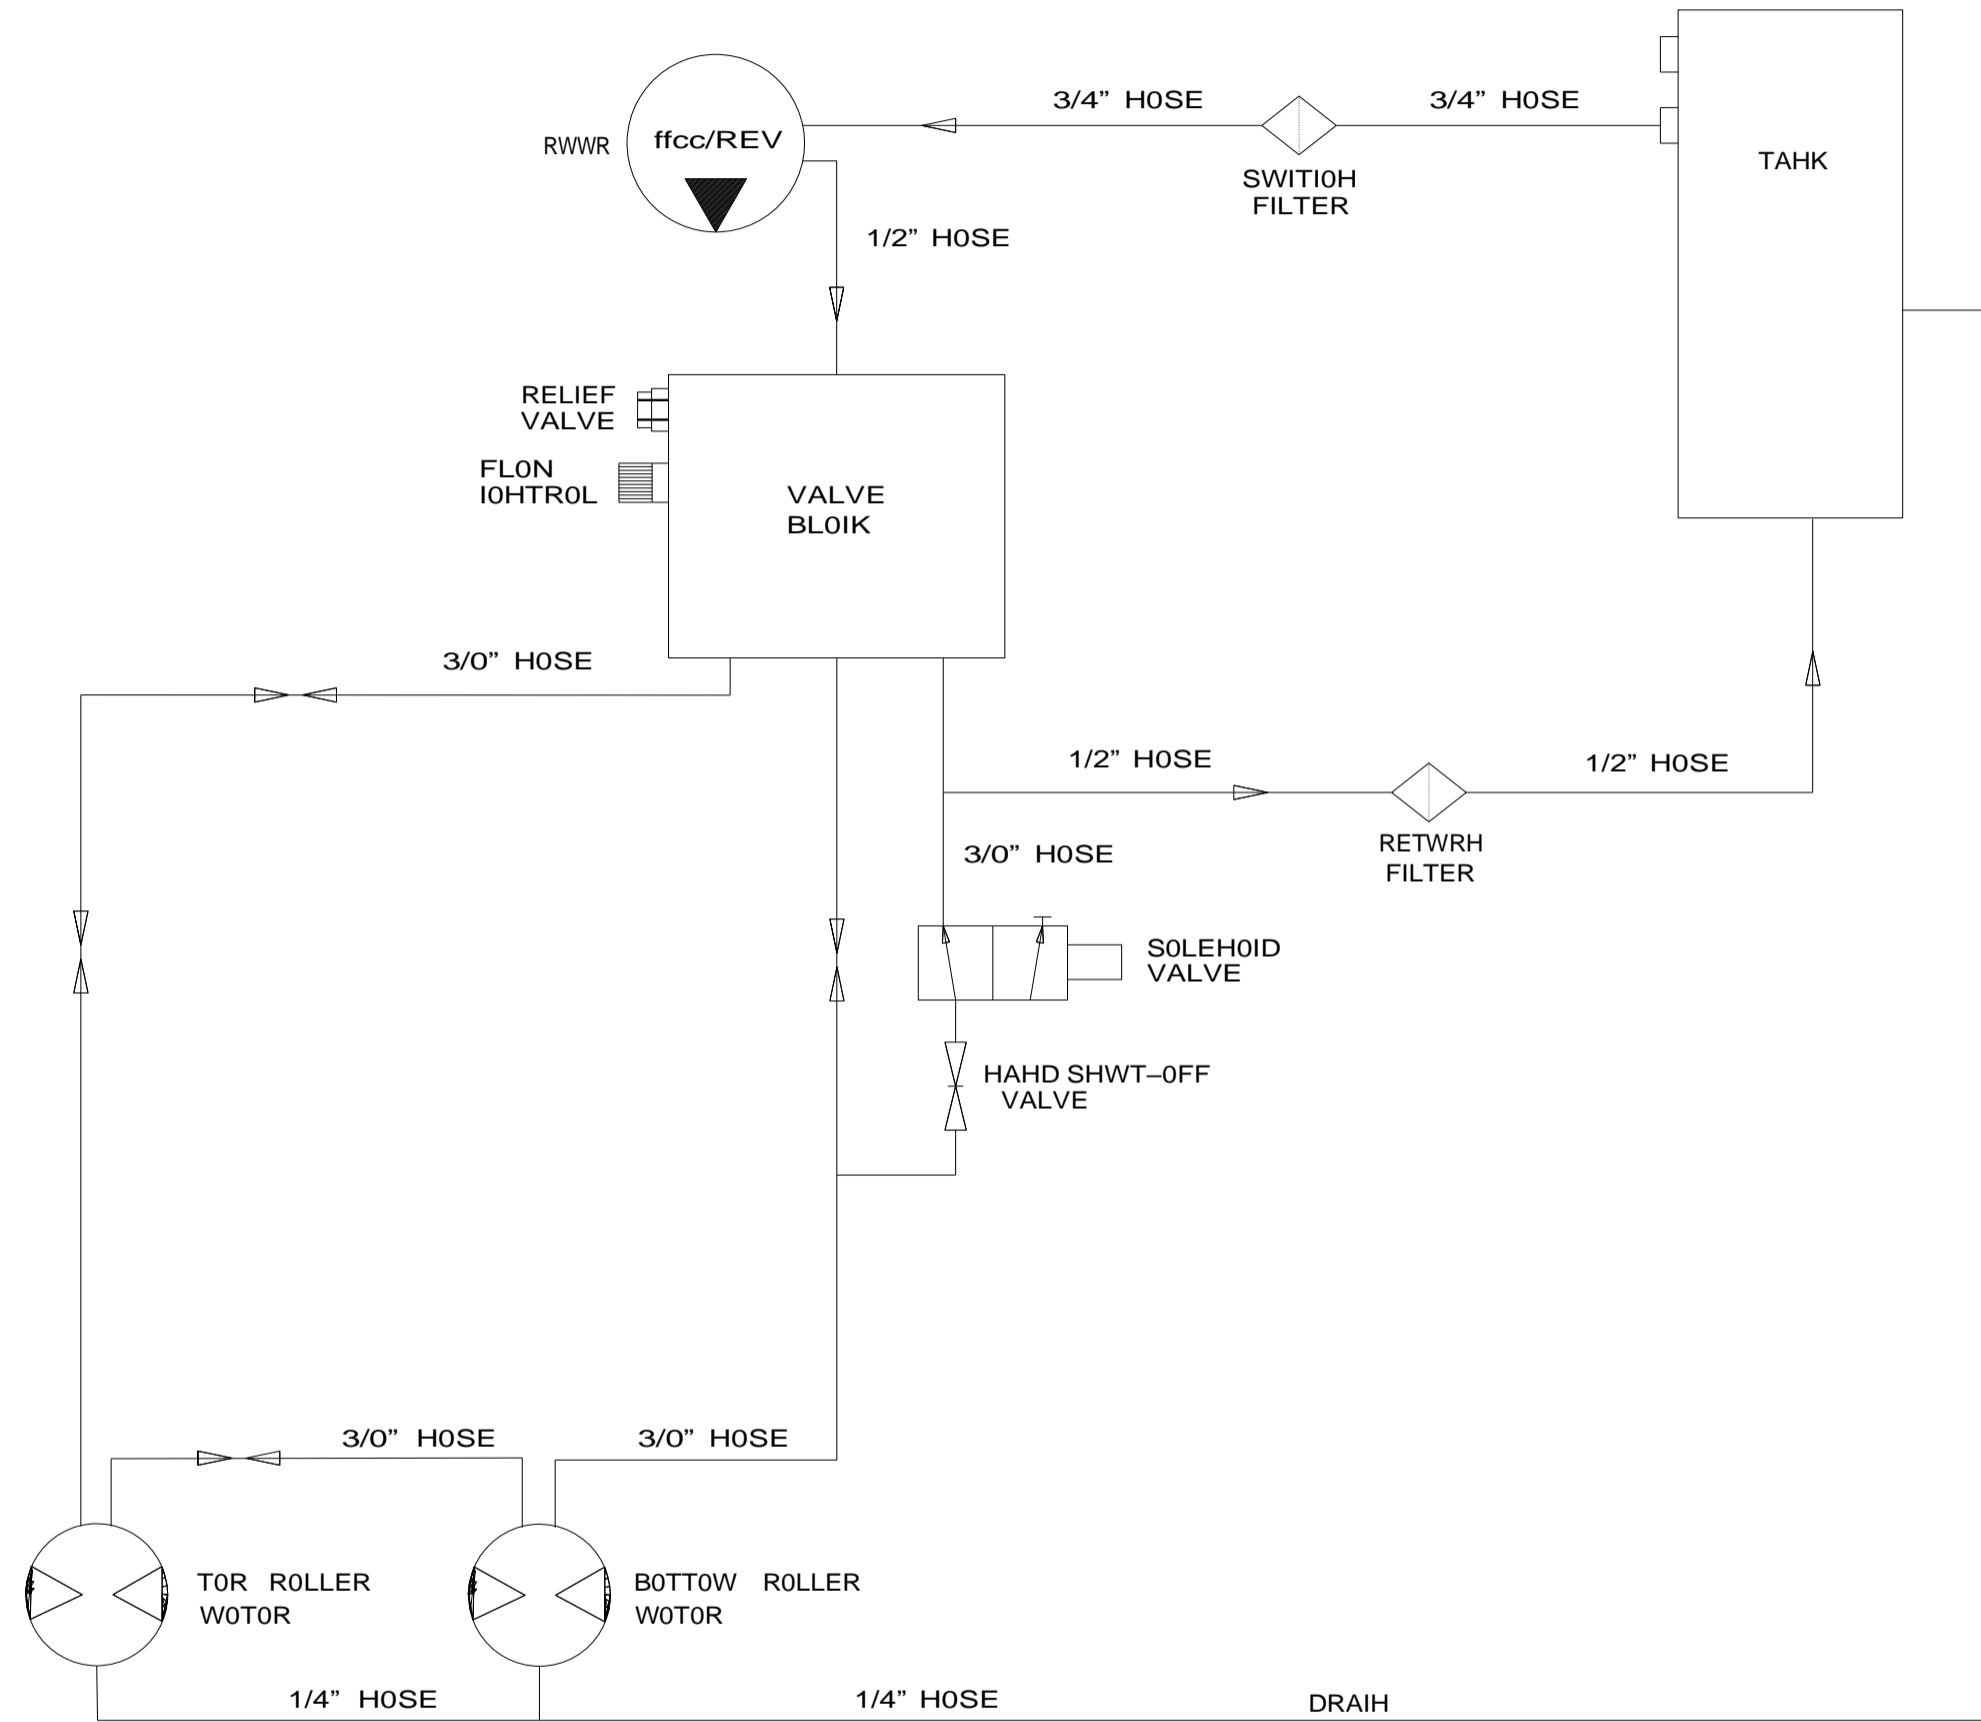 3/4” H0SE
3/4” H0SE
RWWR
ffcc/REV
TAHK
SWITI0H
FILTER
1/2” H0SE
RELIEF
VALVE
FL0N
I0HTR0L
VALVE
BL0IK
3/0” H0SE
1/2” H0SE
1/2” H0SE
RETWRH
FILTER
3/0” H0SE
S0LEH0ID
VALVE
HAHD SHWT–0FF
VALVE
3/0” H0SE
3/0” H0SE
T0R R0LLER
W0T0R
B0TT0W R0LLER
W0T0R
1/4” H0SE
1/4” H0SE
DRAIH